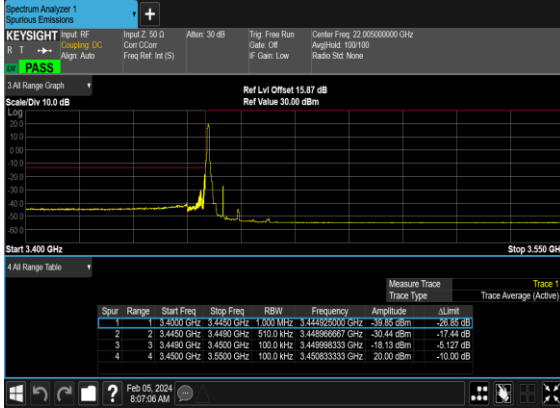 Spectrum Analyzer 1
Spurious Emissions
+
KEYSIGHT Input: RF Input Z: 50 Ω Atten: 30 dB Trig: Free Run Center Freq: 22.005000000 GHz
R T Coupling: DC Corr CCorr Gate: Off Avg|Hold: 100/100
Align: Auto Freq Ref: Int (S) IF Gain: Low Radio Std: None
LXI PASS
3 All Range Graph
Ref Lvl Offset 15.87 dB
Scale/Div 10.0 dB Ref Value 30.00 dBm
Log
20.0
10.0
0.00
-10.0
-20.0
-30.0
-40.0
-50.0
-60.0
Start 3.400 GHz Stop 3.550 GH
4 All Range Table
Measure Trace Trace 1
Trace Type Trace Average (Active)
Spur Range Start Freq Stop Freq RBW Frequency Amplitude ΔLimit
1 1 3.4000 GHz 3.4450 GHz 1.000 MHz 3.444925000 GHz -39.85 dBm -26.85 dB
2 2 3.4450 GHz 3.4490 GHz 510.0 kHz 3.448966667 GHz -30.44 dBm -17.44 dB
3 3 3.4490 GHz 3.4500 GHz 100.0 kHz 3.449998333 GHz -18.13 dBm -5.127 dB
4 4 3.4500 GHz 3.5500 GHz 100.0 kHz 3.450833333 GHz 20.00 dBm -10.00 dB
? Feb 05, 2024
8:07:06 AM